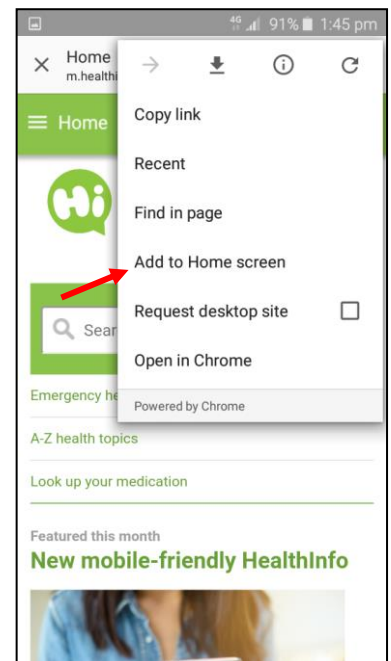 4G 91% 1:45 pm
Home
m.healthi
Home
Hi
Copy link
Recent
Find in page
Add to Home screen
Request desktop site
Open in Chrome
Powered by Chrome
Sear
Emergency he
A-Z health topics
Look up your medication
Featured this month
New mobile-friendly HealthInfo